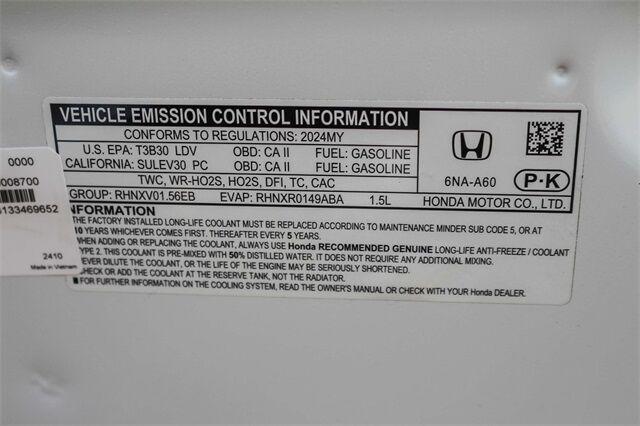 VEHICLE EMISSION CONTROL INFORMATION
CONFORMS TO REGULATIONS: 2024MY
U.S. EPA: T3B30 LDV OBD: CA II FUEL: GASOLINE
CALIFORNIA: SULEV30 PC OBD: CA II FUEL: GASOLINE
TWC, WR-HO2S, HO2S, DFI, TC, CAC
GROUP: RHNXV01.56EB EVAP: RHNXR0149ABA 1.5L
6NA-A60 P-K
HONDA MOTOR CO., LTD.
INFORMATION
THE FACTORY INSTALLED LONG-LIFE COOLANT MUST BE REPLACED ACCORDING TO MAINTENANCE MINDER SUB CODE 5, OR AT
10 YEARS WHICHEVER COMES FIRST. THEREAFTER, REPLACE EVERY 5 YEARS.
WHEN ADDING OR REPLACING THE COOLANT, ALWAYS USE Honda RECOMMENDED GENUINE LONG-LIFE ANTI-FREEZE / COOLANT
TYPE 2. THIS COOLANT IS PRE-MIXED WITH 50% DISTILLED WATER. IT DOES NOT REQUIRE ANY ADDITIONAL MIXING.
EVER DILUTE THE COOLANT, OR THE LIFE OF THE ENGINE MAY BE SERIOUSLY SHORTENED.
CHECK OR ADD THE COOLANT AT THE RESERVE TANK, NOT THE RADIATOR.
FOR FURTHER INFORMATION ON THE COOLING SYSTEM, READ THE OWNER'S MANUAL OR CHECK WITH YOUR Honda DEALER.
0000
008700
133469652
2410
Made in Vietnam